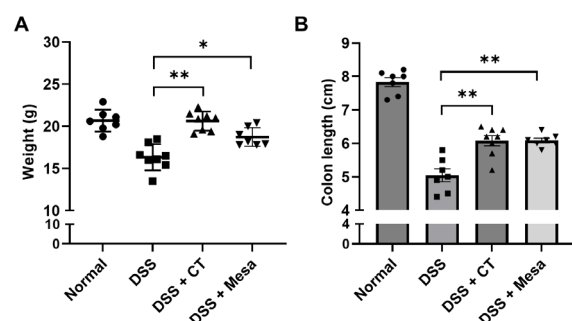 A
Weight (g)
30
25
20
15
10
10
0
*
**
Normal
DSS
DSS + CT
DSS + Mesa
B
Colon length (cm)
9
8
7
6
5
4
4
0
**
**
Normal
DSS
DSS + CT
DSS + Mesa